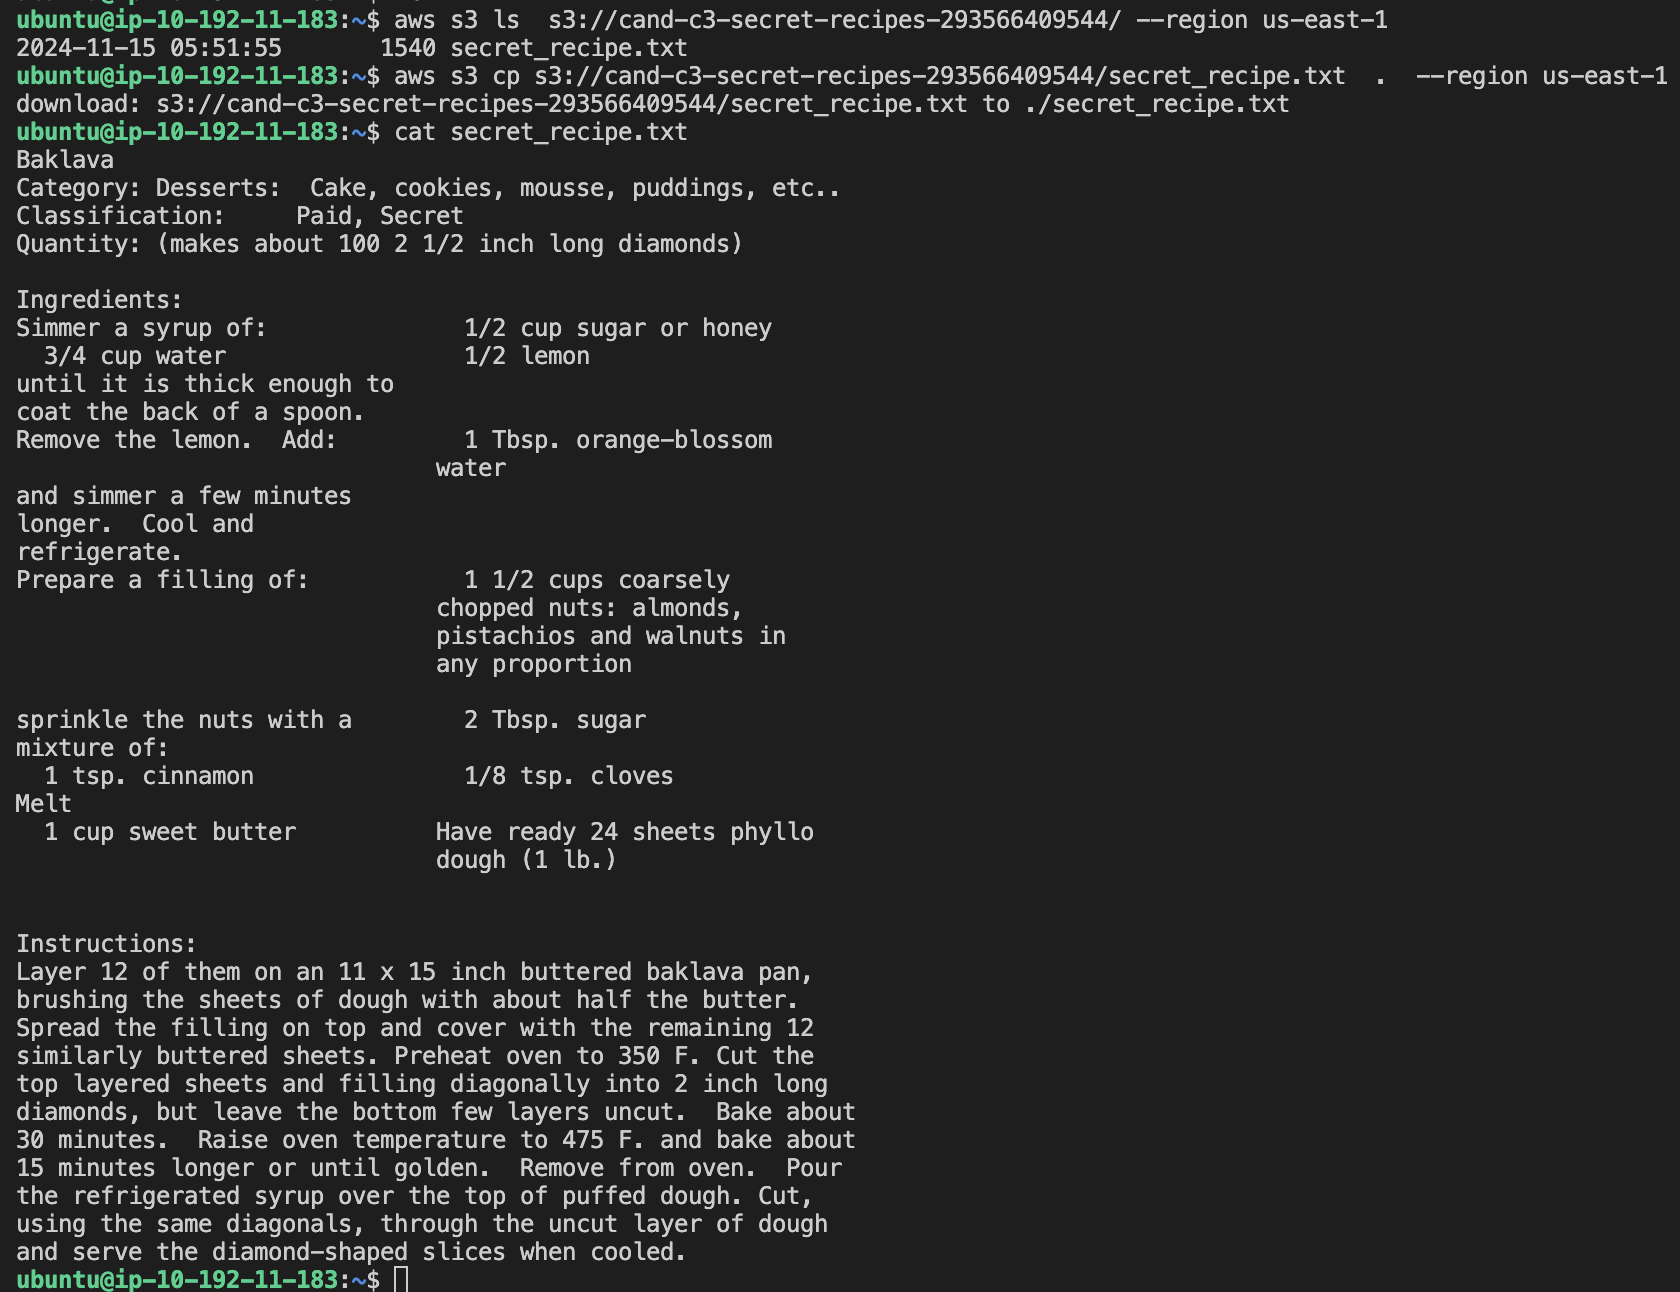 ubuntu@ip-10-192-11-183:~$ aws s3 ls  s3://cand-c3-secret-recipes-293566409544/ --region us-east-1
2024-11-15 05:51:55       1540 secret_recipe.txt
ubuntu@ip-10-192-11-183:~$ aws s3 cp s3://cand-c3-secret-recipes-293566409544/secret_recipe.txt  .  --region us-east-1
download: s3://cand-c3-secret-recipes-293566409544/secret_recipe.txt to ./secret_recipe.txt
ubuntu@ip-10-192-11-183:~$ cat secret_recipe.txt
Baklava
Category: Desserts:  Cake, cookies, mousse, puddings, etc..
Classification:     Paid, Secret
Quantity: (makes about 100 2 1/2 inch long diamonds)

Ingredients:
Simmer a syrup of:              1/2 cup sugar or honey
  3/4 cup water                 1/2 lemon
until it is thick enough to
coat the back of a spoon.
Remove the lemon.  Add:         1 Tbsp. orange-blossom
                              water
and simmer a few minutes
longer.  Cool and
refrigerate.
Prepare a filling of:           1 1/2 cups coarsely
                              chopped nuts: almonds,
                              pistachios and walnuts in
                              any proportion

sprinkle the nuts with a        2 Tbsp. sugar
mixture of:
  1 tsp. cinnamon               1/8 tsp. cloves
Melt
  1 cup sweet butter          Have ready 24 sheets phyllo
                              dough (1 lb.)

Instructions:
Layer 12 of them on an 11 x 15 inch buttered baklava pan,
brushing the sheets of dough with about half the butter.
Spread the filling on top and cover with the remaining 12
similarly buttered sheets. Preheat oven to 350 F. Cut the
top layered sheets and filling diagonally into 2 inch long
diamonds, but leave the bottom few layers uncut.  Bake about
30 minutes.  Raise oven temperature to 475 F. and bake about
15 minutes longer or until golden.  Remove from oven.  Pour
the refrigerated syrup over the top of puffed dough. Cut,
using the same diagonals, through the uncut layer of dough
and serve the diamond-shaped slices when cooled.
ubuntu@ip-10-192-11-183:~$